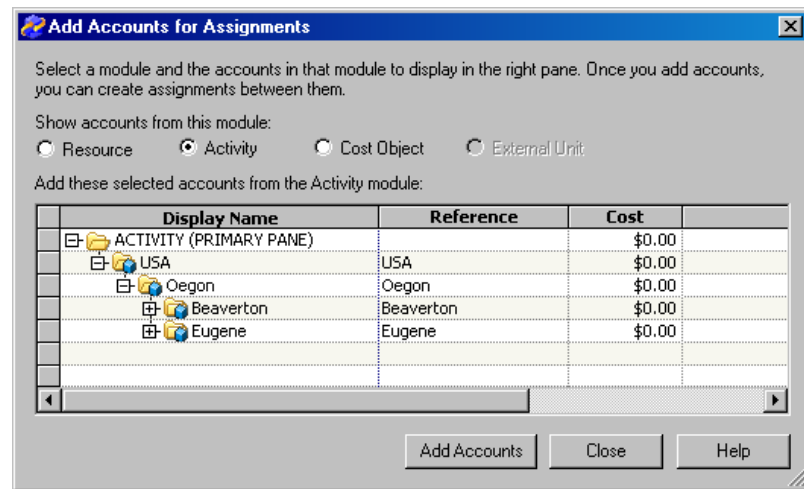 Add Accounts for Assignments
Select a module and the accounts in that module to display in the right pane. Once you add accounts,
you can create assignments between them.
Show accounts from this module:
Resource Activity Cost Object External Unit
Add these selected accounts from the Activity module:
Display Name Reference Cost
ACTIVITY (PRIMARY PANE) $0.00
USA USA $0.00
Oegon Oegon $0.00
Beaverton Beaverton $0.00
Eugene Eugene $0.00
Add Accounts Close Help